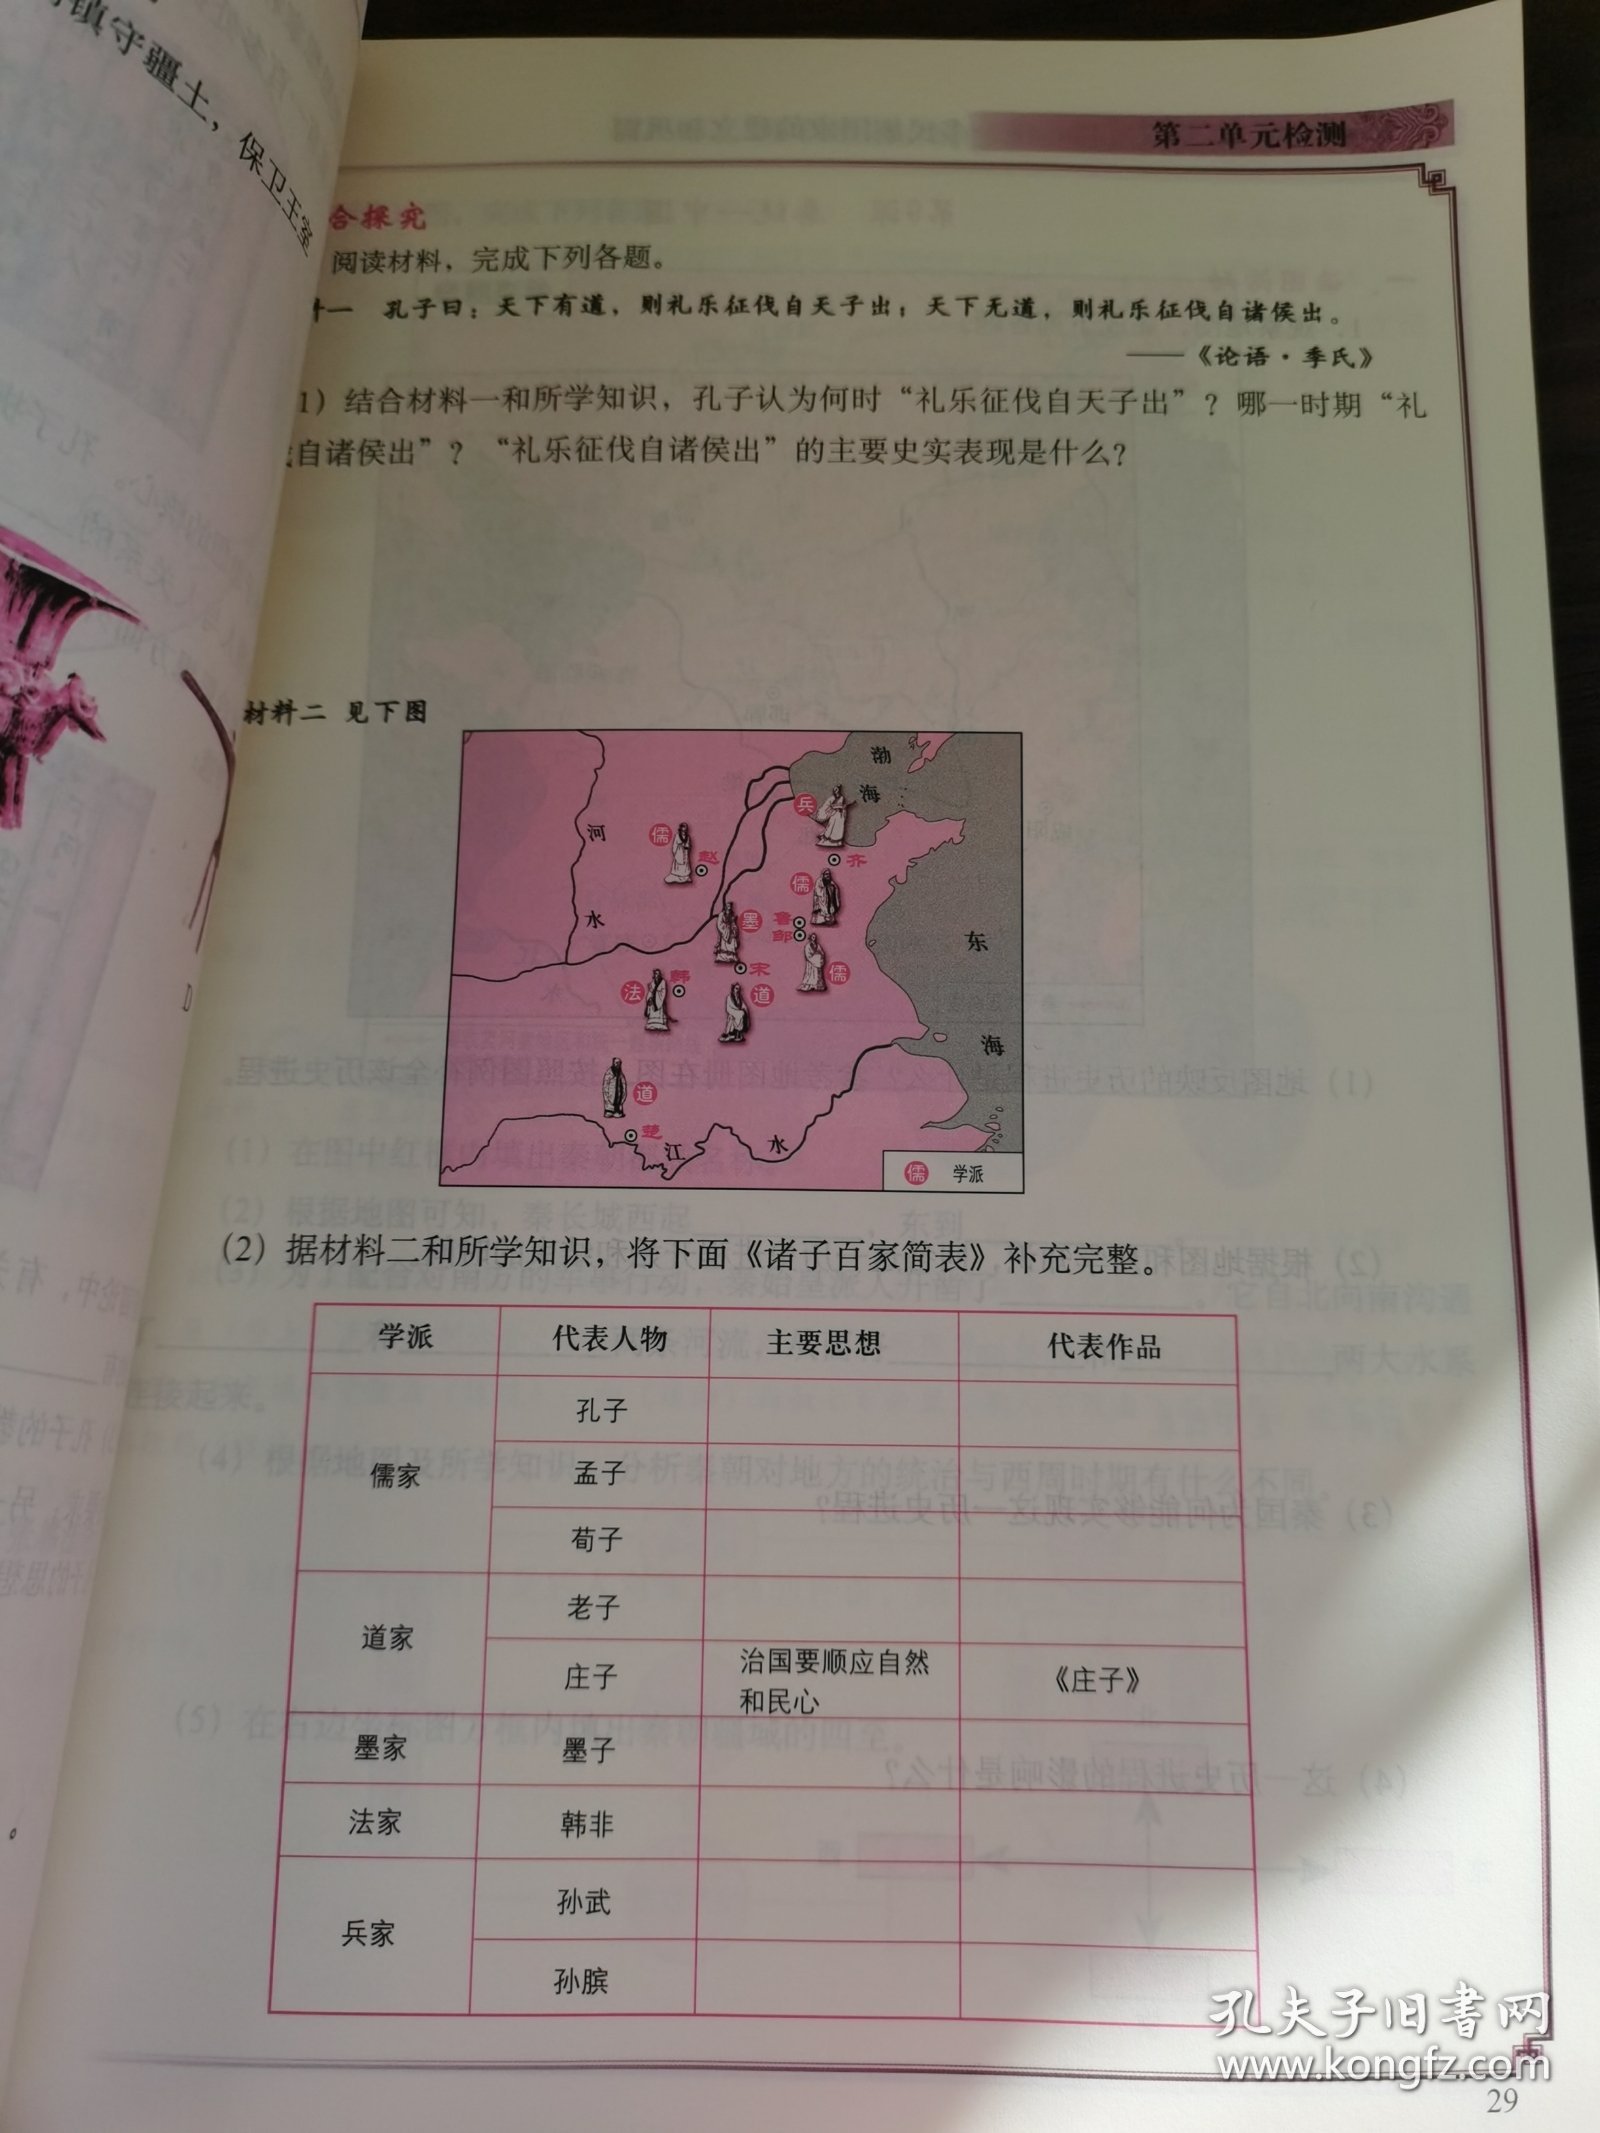 镇守疆土，保卫王室
第二单元检测
合探究
阅读材料，完成下列各题。
一 孔子曰：天下有道，则礼乐征伐自天子出；天下无道，则礼乐征伐自诸侯出。
——《论语·季氏》
1）结合材料一和所学知识，孔子认为何时“礼乐征伐自天子出”？哪一时期“礼
自诸侯出”？“礼乐征伐自诸侯出”的主要史实表现是什么？
材料二 见下图
渤
海
兵
齐
河
儒
赵
儒
水
墨
鲁
邹
东
宋
儒
法
韩
道
海
道
楚
江
水
儒 学派
（2）据材料二和所学知识，将下面《诸子百家简表》补充完整。
学派 代表人物 主要思想 代表作品
儒家
孔子
孟子
荀子
道家
老子
庄子 治国要顺应自然 《庄子》
和民心
墨家 墨子
法家 韩非
兵家
孙武
孙膑
孔夫子旧书网
www.kongfz.com
29